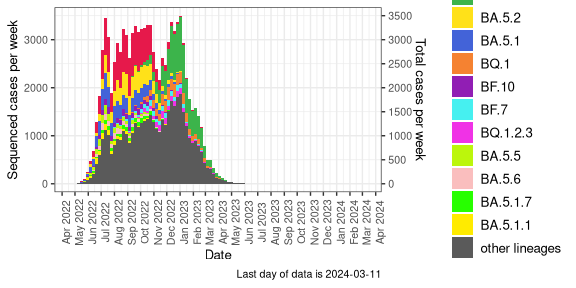 Sequenced cases per week
3000
2000
1000
0
3500
3000
2500
2000
1500
1000
500
0
Total cases per week
Apr 2022
May 2022
Jun 2022
Jul 2022
Aug 2022
Sep 2022
Oct 2022
Nov 2022
Dec 2022
Jan 2023
Feb 2023
Mar 2023
Apr 2023
May 2023
Jun 2023
Jul 2023
Aug 2023
Sep 2023
Oct 2023
Nov 2023
Dec 2023
Jan 2024
Feb 2024
Mar 2024
Apr 2024
Date
Last day of data is 2024-03-11
BA.5.2
BA.5.1
BQ.1
BF.10
BF.7
BQ.1.2.3
BA.5.5
BA.5.6
BA.5.1.7
BA.5.1.1
other lineages